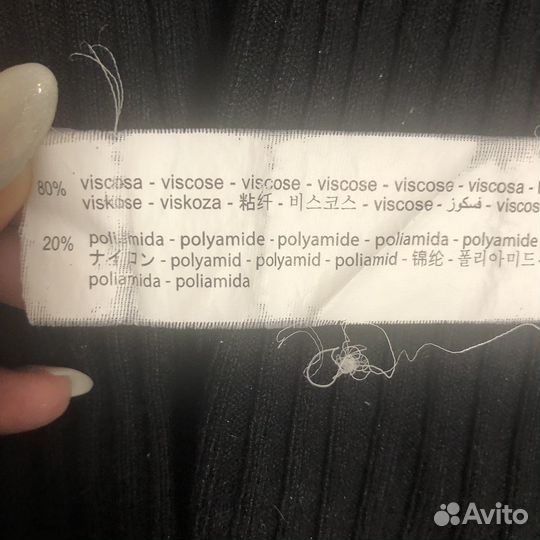 80% viscosa - viscose - viscose - viscose - viscose - viscosa -
viskose - viskoza - 粘纤 - 비스코스 - viscose - فسكوز - viscos
20% poliamida - polyamide - polyamide - poliamida - polyamide
ナイロン - polyamid - polyamid - poliamid - 锦纶 - 폴리아미드 -
poliamida - poliamida
Avito